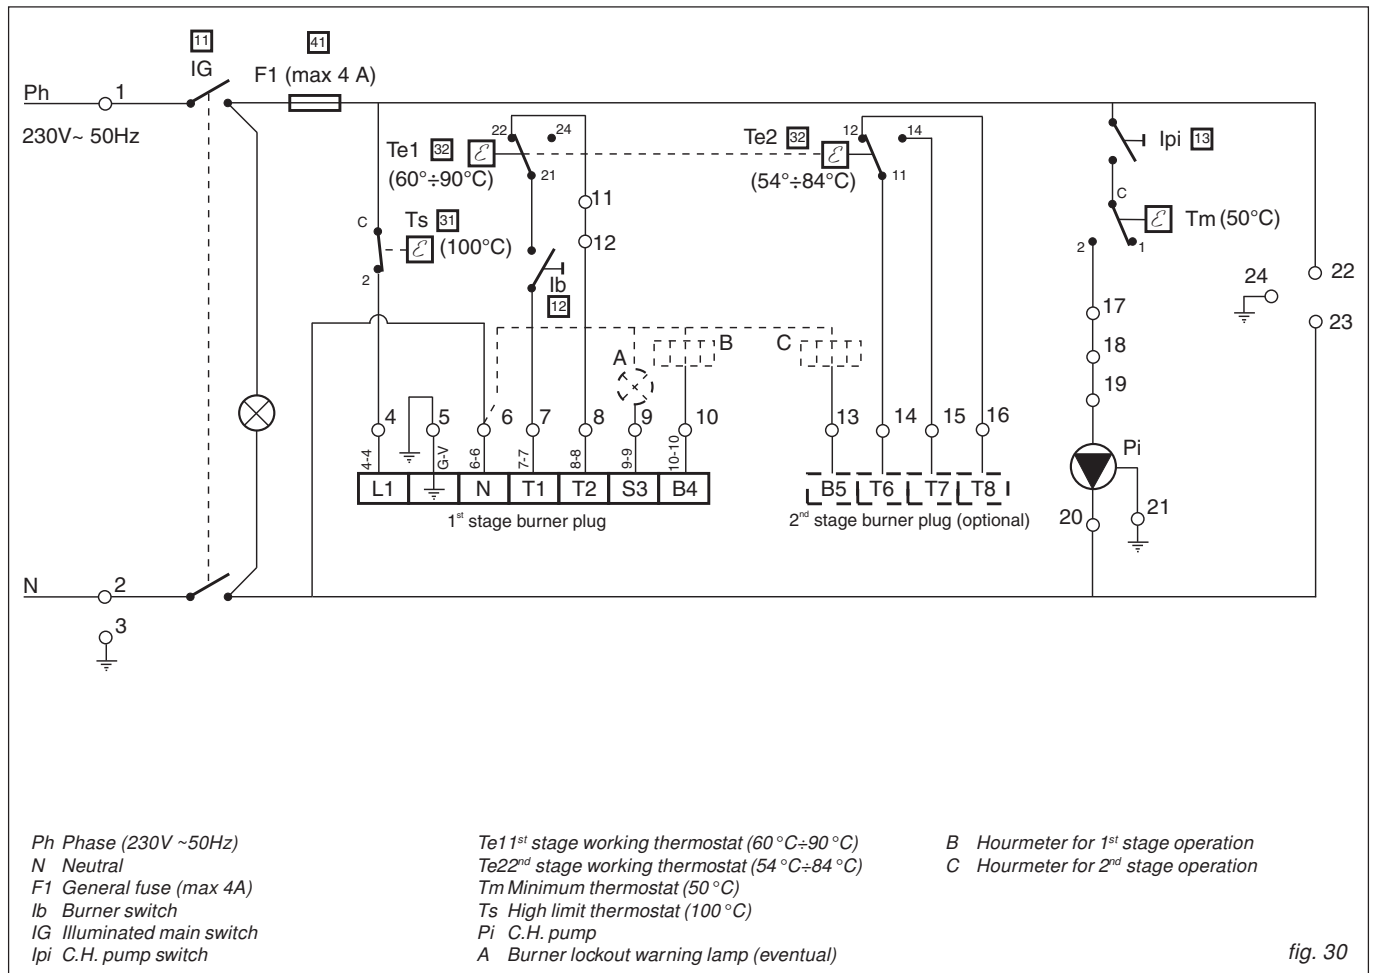 11
IG
41
F1 (max 4 A)
Ph
1
230V~ 50Hz
22
24
Te1 32
(60°÷90°C)
ℰ
21
Te2 32
(54°÷84°C)
ℰ
12
14
11
Ipi 13
C
ℰ
Tm (50°C)
2
1
C
Ts 31
ℰ
(100°C)
2
11
12
Ib
12
24
22
23
17
18
19
A
B
C
4
5
6
7
8
9
10
13
14
15
16
4-4
G-V
6-6
7-7
8-8
9-9
10-10
L1
N
T1
T2
S3
B4
B5
T6
T7
T8
1st stage burner plug
2nd stage burner plug (optional)
Pi
20
21
N
2
3
Ph Phase (230V ~50Hz)
N Neutral
F1 General fuse (max 4A)
Ib Burner switch
IG Illuminated main switch
Ipi C.H. pump switch
Te11st stage working thermostat (60°C÷90°C)
Te22nd stage working thermostat (54°C÷84°C)
Tm Minimum thermostat (50°C)
Ts High limit thermostat (100°C)
Pi C.H. pump
A Burner lockout warning lamp (eventual)
B Hourmeter for 1st stage operation
C Hourmeter for 2nd stage operation
fig. 30